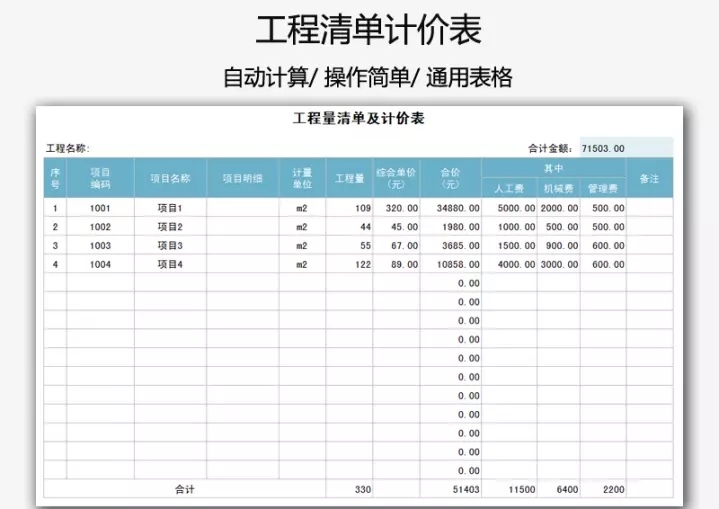 工程清单计价表
自动计算/ 操作简单/ 通用表格
工程量清单及计价表
工程名称: 合计金额: 71503.00
序号 项目编码 项目名称 项目明细 计量单位 工程量 综合单价（元） 合价（元） 其中 备注
人工费 机械费 管理费
1 1001 项目1 m2 109 320.00 34880.00 5000.00 2000.00 500.00
2 1002 项目2 m2 44 45.00 1980.00 1000.00 500.00 500.00
3 1003 项目3 m2 55 67.00 3685.00 1500.00 900.00 600.00
4 1004 项目4 m2 122 89.00 10858.00 4000.00 3000.00 600.00
0.00
0.00
0.00
0.00
0.00
0.00
0.00
0.00
0.00
0.00
0.00
合计 330 51403 11500 6400 2200